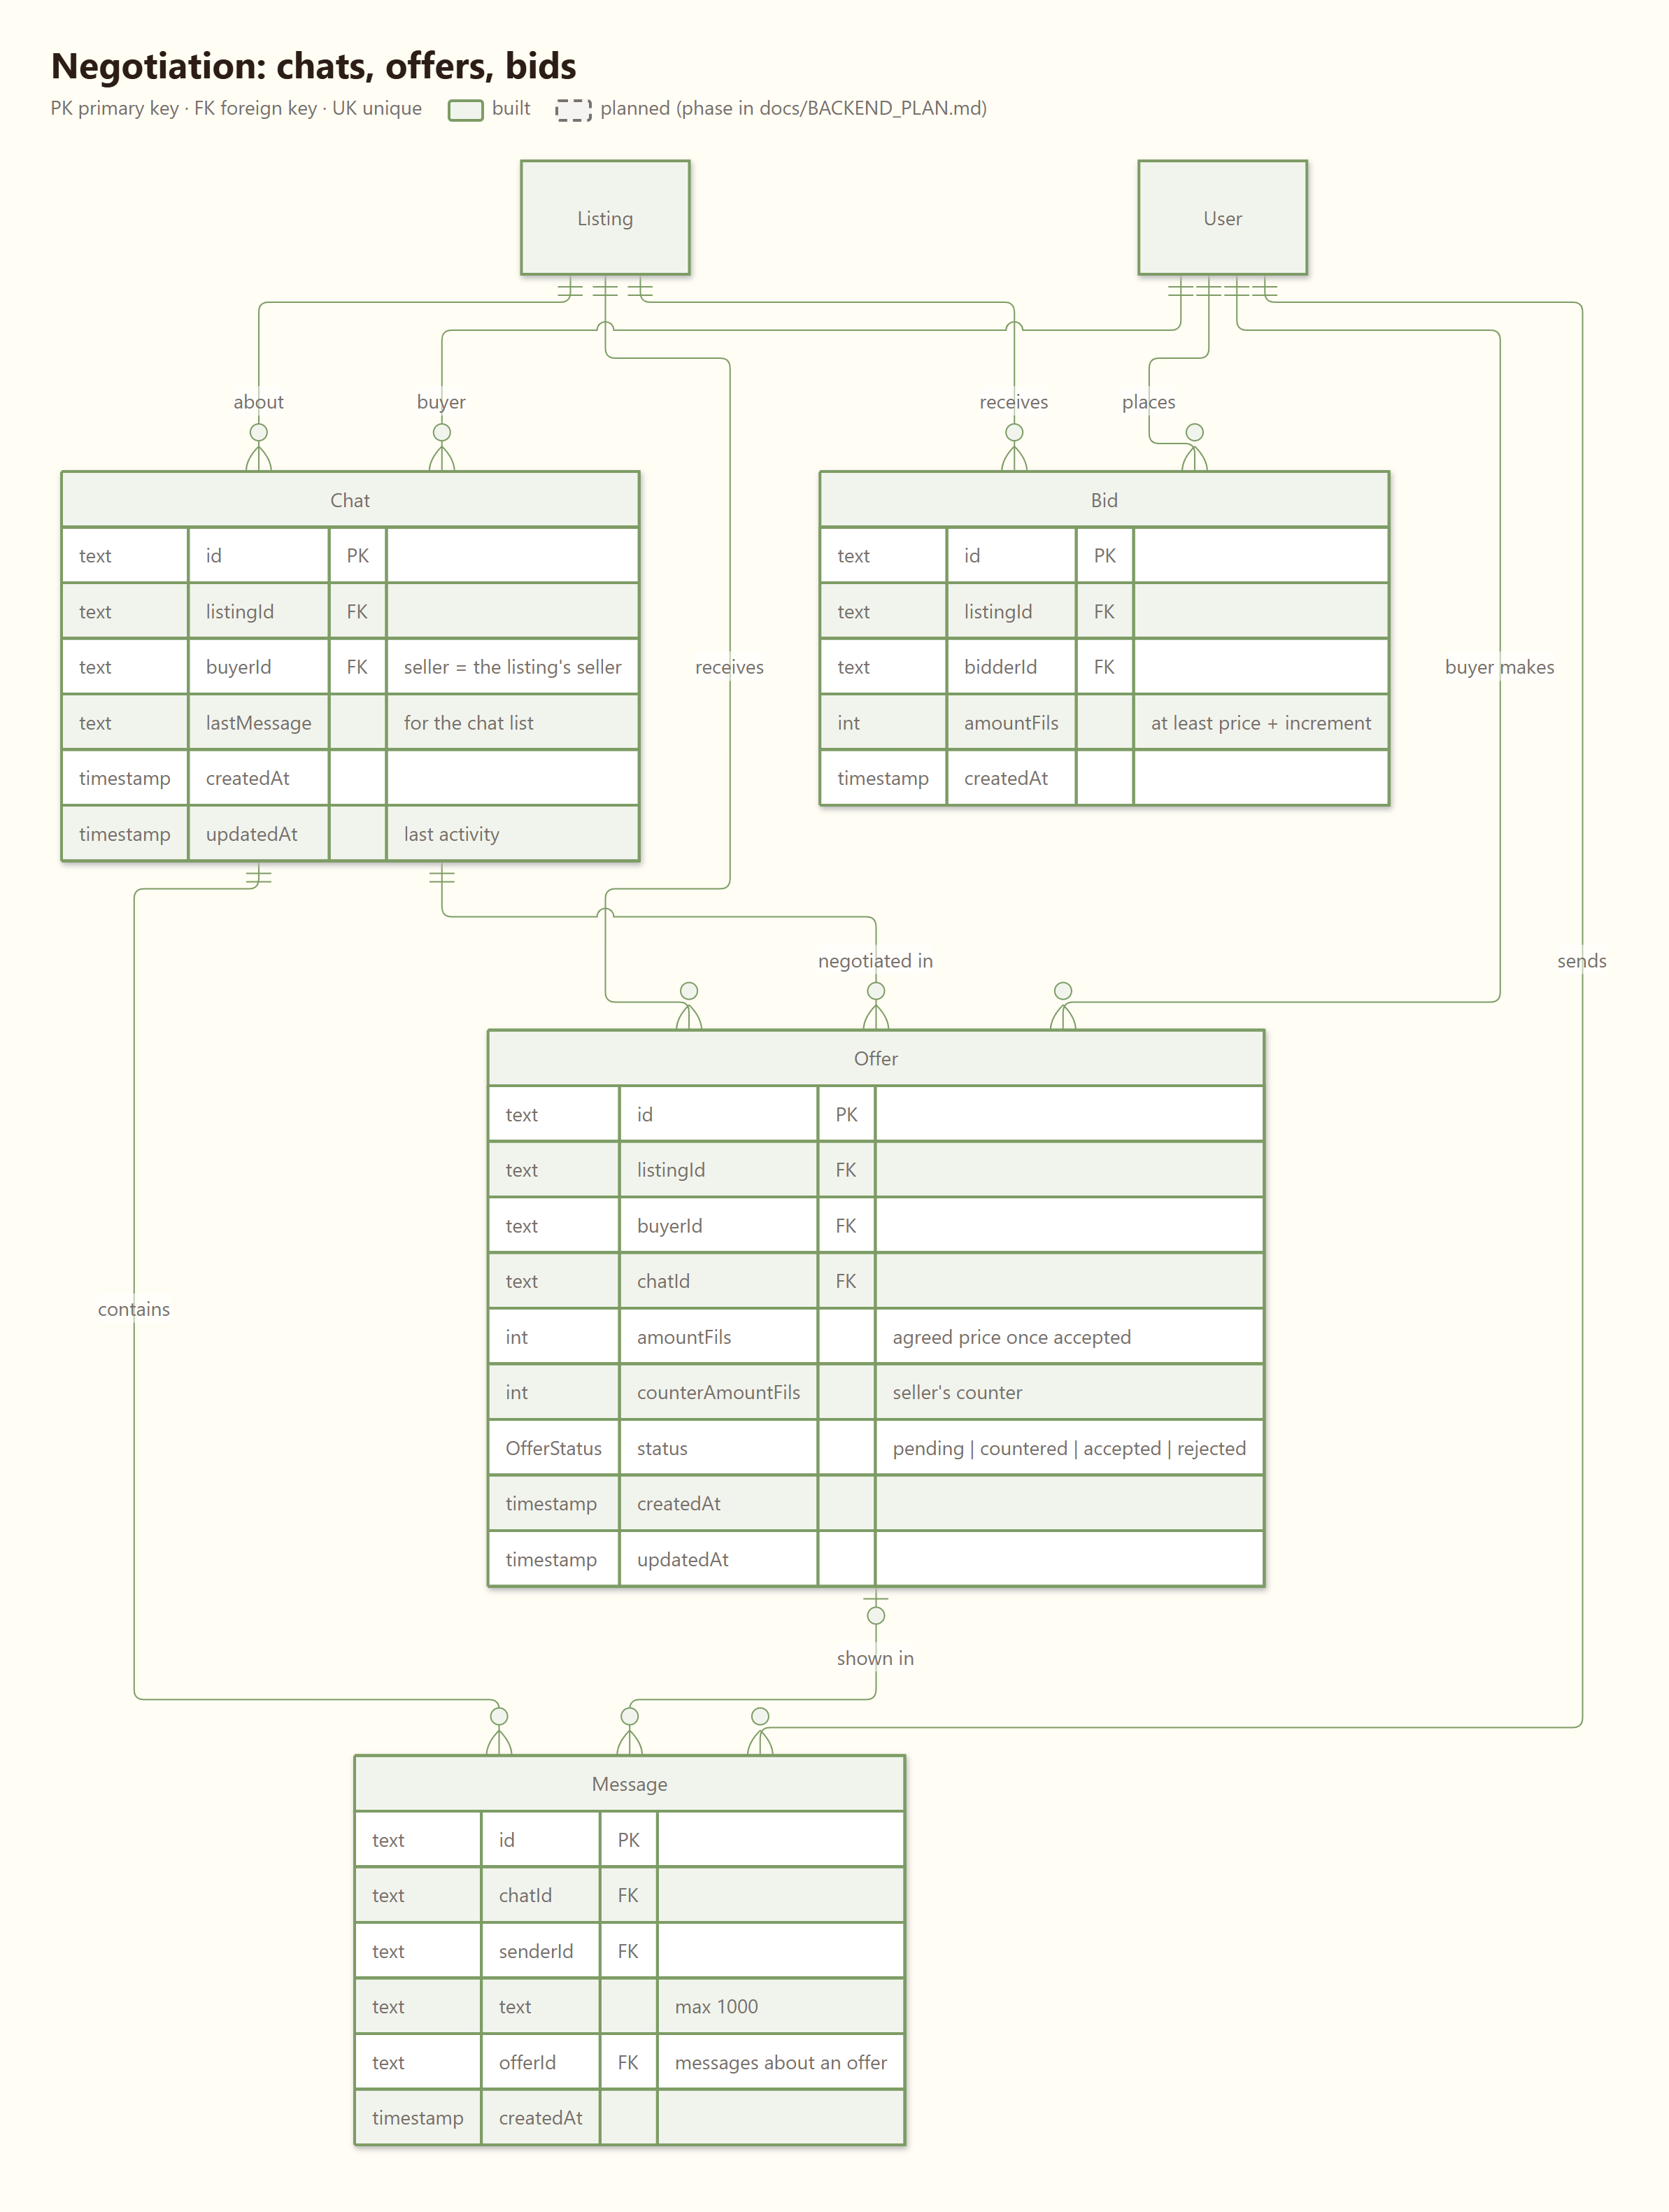 Negotiation: chats, offers, bids
PK primary key · FK foreign key · UK unique built planned (phase in docs/BACKEND_PLAN.md)
Listing
User
about
buyer
receives
places
Chat
text id PK
text listingId FK
text buyerId FK seller = the listing's seller
text lastMessage for the chat list
timestamp createdAt
timestamp updatedAt last activity
receives
Bid
text id PK
text listingId FK
text bidderId FK
int amountFils at least price + increment
timestamp createdAt
buyer makes
negotiated in
sends
Offer
text id PK
text listingId FK
text buyerId FK
text chatId FK
int amountFils agreed price once accepted
int counterAmountFils seller's counter
OfferStatus status pending | countered | accepted | rejected
timestamp createdAt
timestamp updatedAt
contains
shown in
Message
text id PK
text chatId FK
text senderId FK
text text max 1000
text offerId FK messages about an offer
timestamp createdAt